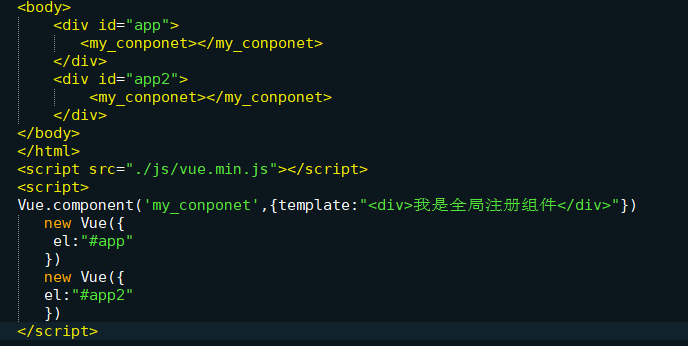 <body>
<div id="app">
<my_conponet></my_conponet>
</div>
<div id="app2">
<my_conponet></my_conponet>
</div>
</body>
</html>
<script src="./js/vue.min.js"></script>
<script>
Vue.component('my_conponet',{template:"<div>我是全局注册组件</div>"})
new Vue({
el:"#app"
})
new Vue({
el:"#app2"
})
</script>